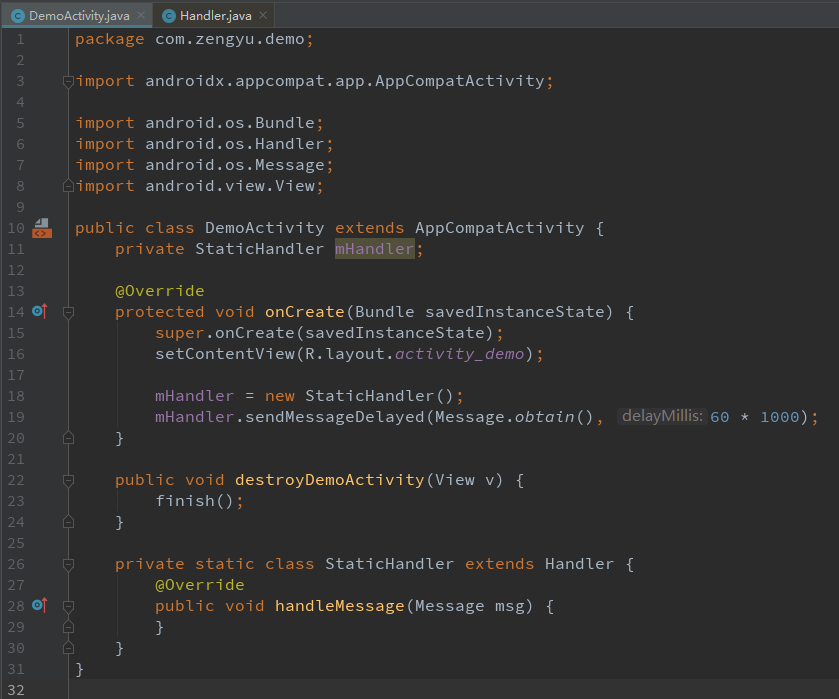 DemoActivity.java Handler.java
1 package com.zengyu.demo;
2
3 import androidx.appcompat.app.AppCompatActivity;
4
5 import android.os.Bundle;
6 import android.os.Handler;
7 import android.os.Message;
8 import android.view.View;
9
10 public class DemoActivity extends AppCompatActivity {
11     private StaticHandler mHandler;
12
13     @Override
14     protected void onCreate(Bundle savedInstanceState) {
15         super.onCreate(savedInstanceState);
16         setContentView(R.layout.activity_demo);
17
18         mHandler = new StaticHandler();
19         mHandler.sendMessageDelayed(Message.obtain(), delayMillis: 60 * 1000);
20     }
21
22     public void destroyDemoActivity(View v) {
23         finish();
24     }
25
26     private static class StaticHandler extends Handler {
27         @Override
28         public void handleMessage(Message msg) {
29         }
30     }
31 }
32